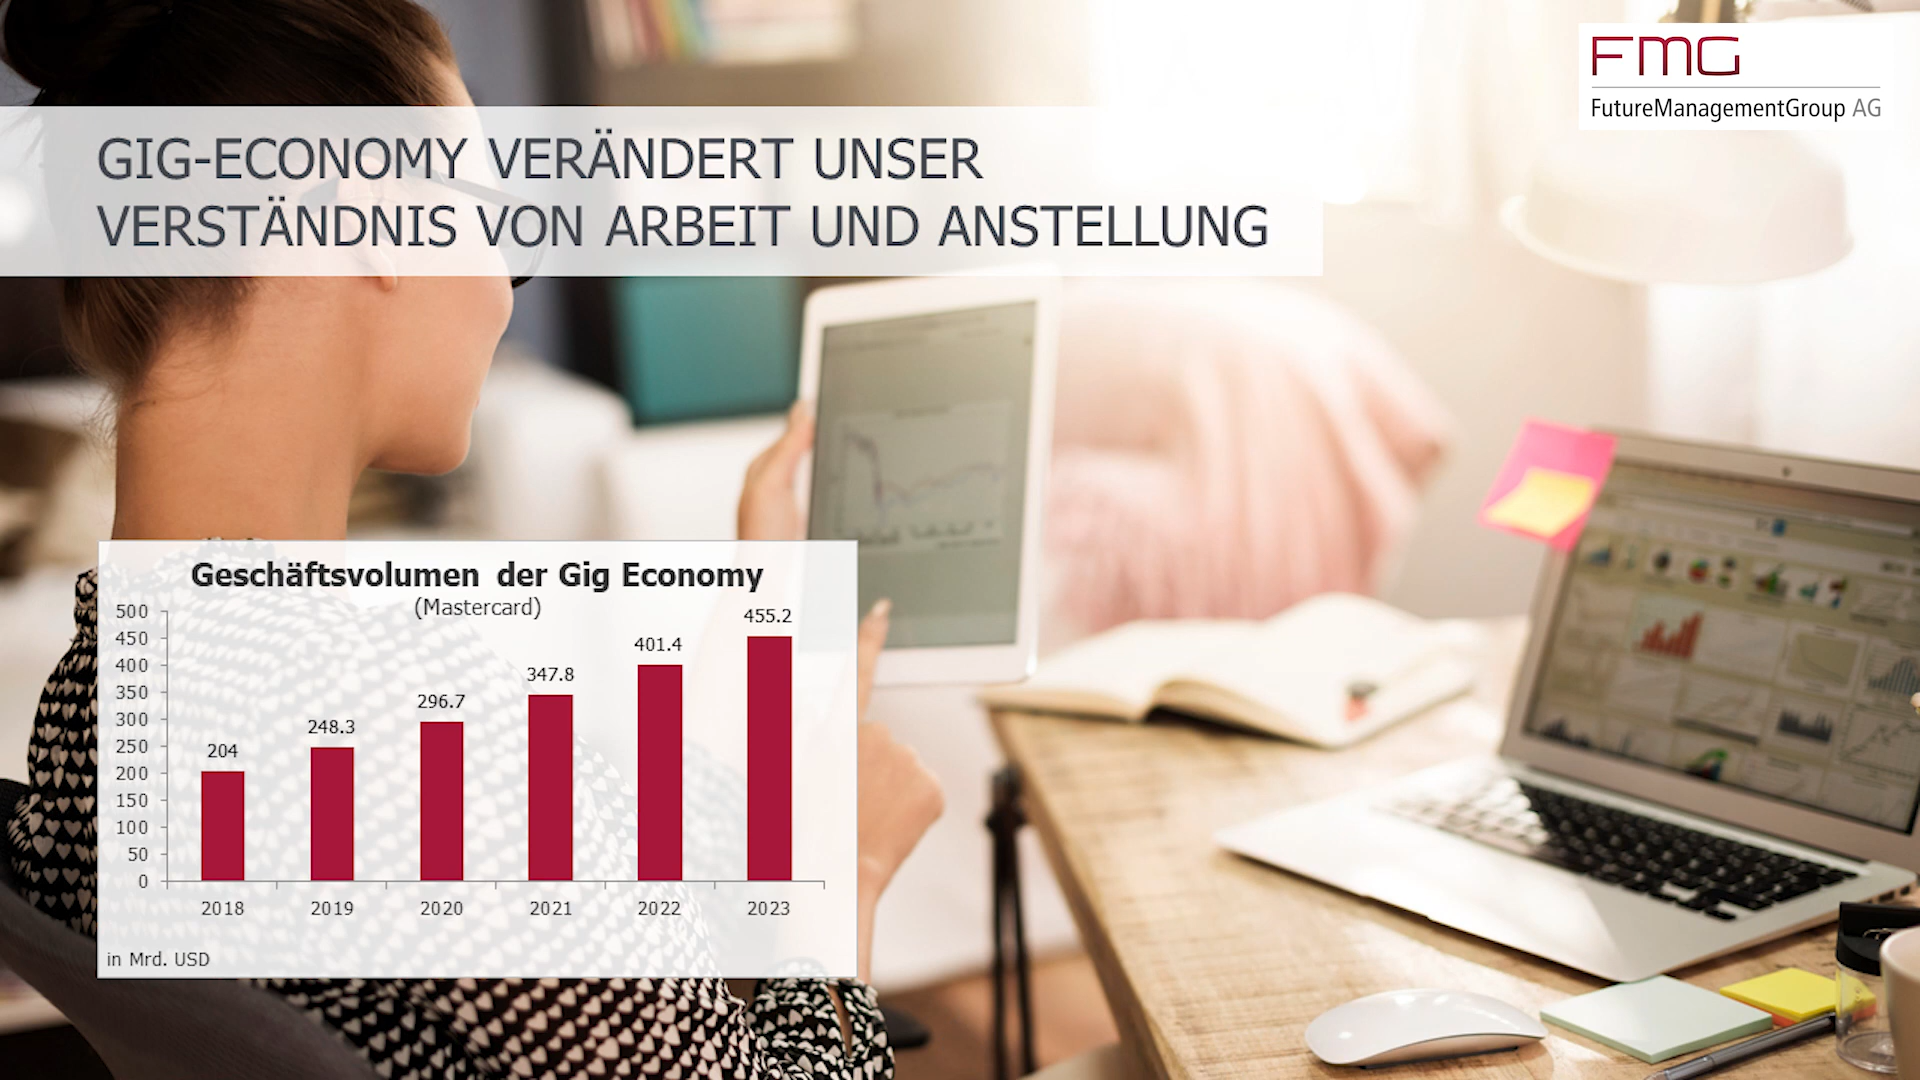 FMG
FutureManagementGroup AG
GIG-ECONOMY VERÄNDERT UNSER
VERSTÄNDNIS VON ARBEIT UND ANSTELLUNG
Geschäftsvolumen der Gig Economy
(Mastercard)
500
450
400
350
300
250
200
150
100
50
0
204
248.3
296.7
347.8
401.4
455.2
2018 2019 2020 2021 2022 2023
in Mrd. USD